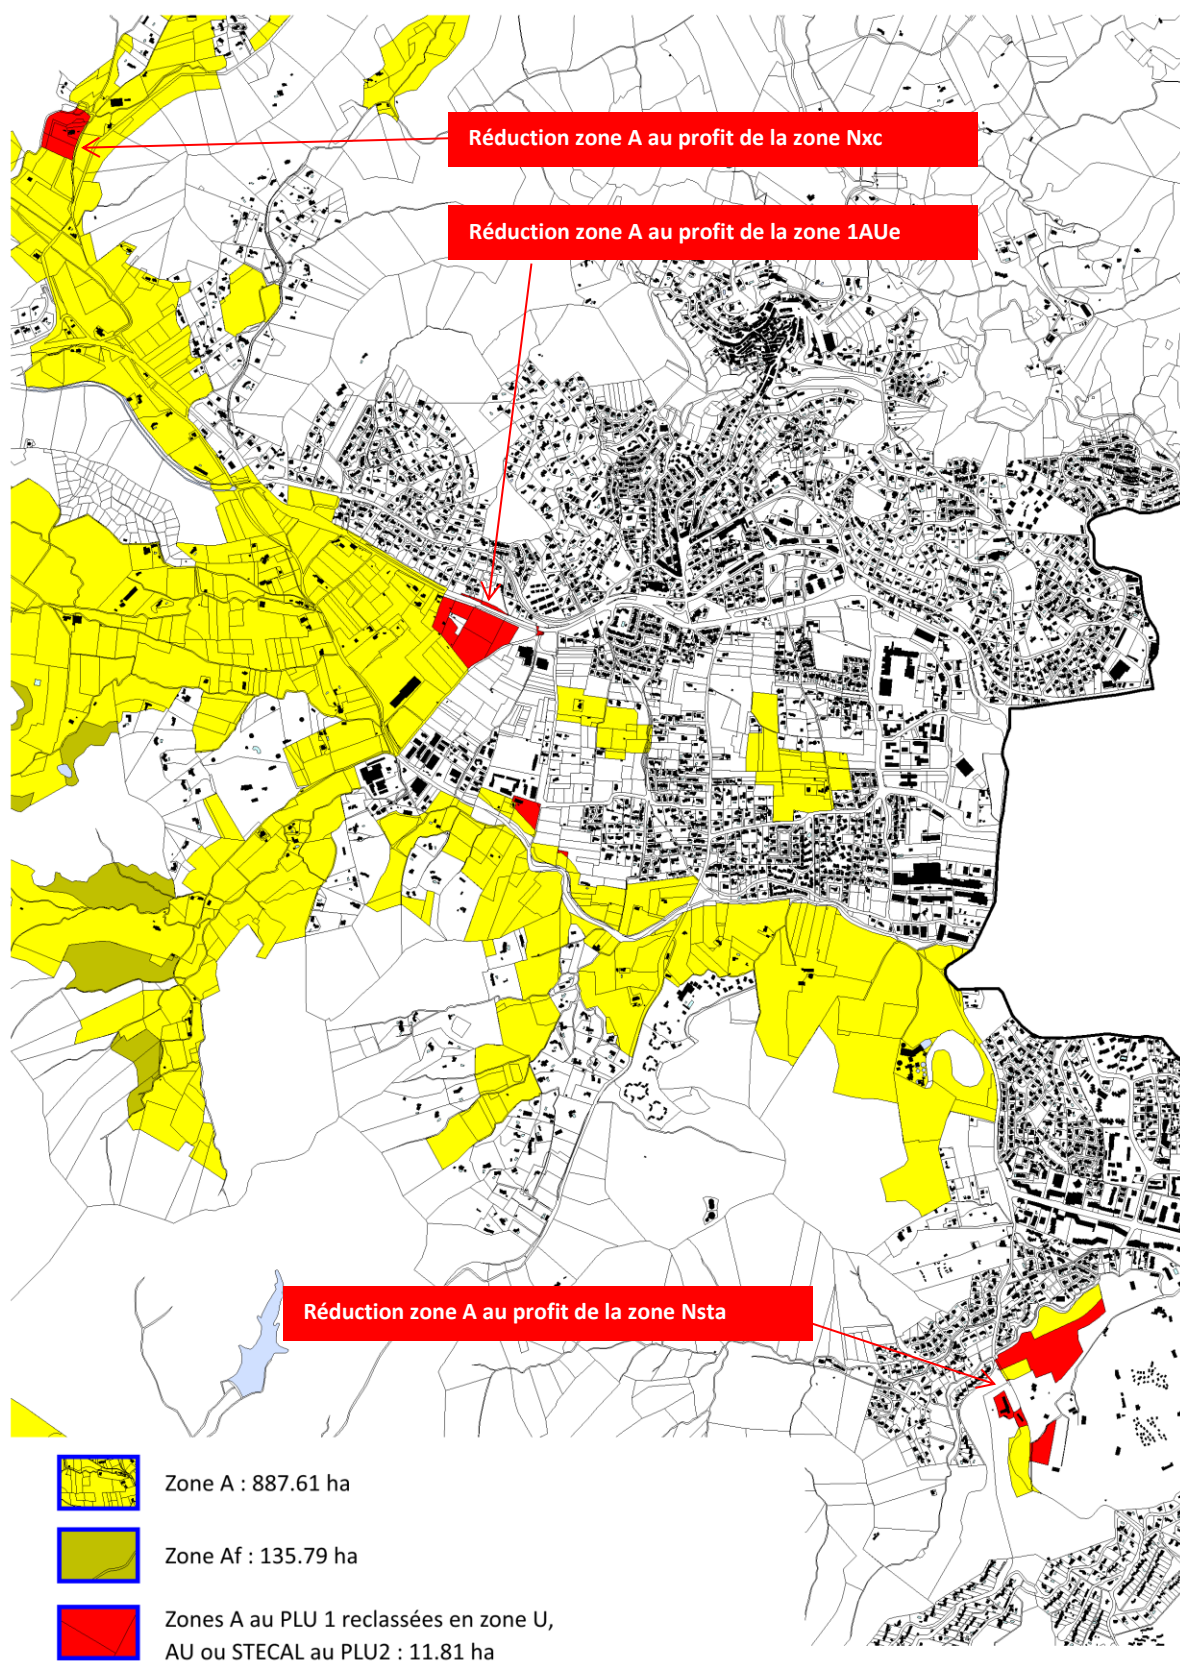 Réduction zone A au profit de la zone Nxc
Réduction zone A au profit de la zone 1AUe
Réduction zone A au profit de la zone Nsta
Zone A : 887.61 ha
Zone Af : 135.79 ha
Zones A au PLU 1 reclassées en zone U,
AU ou STECAL au PLU2 : 11.81 ha